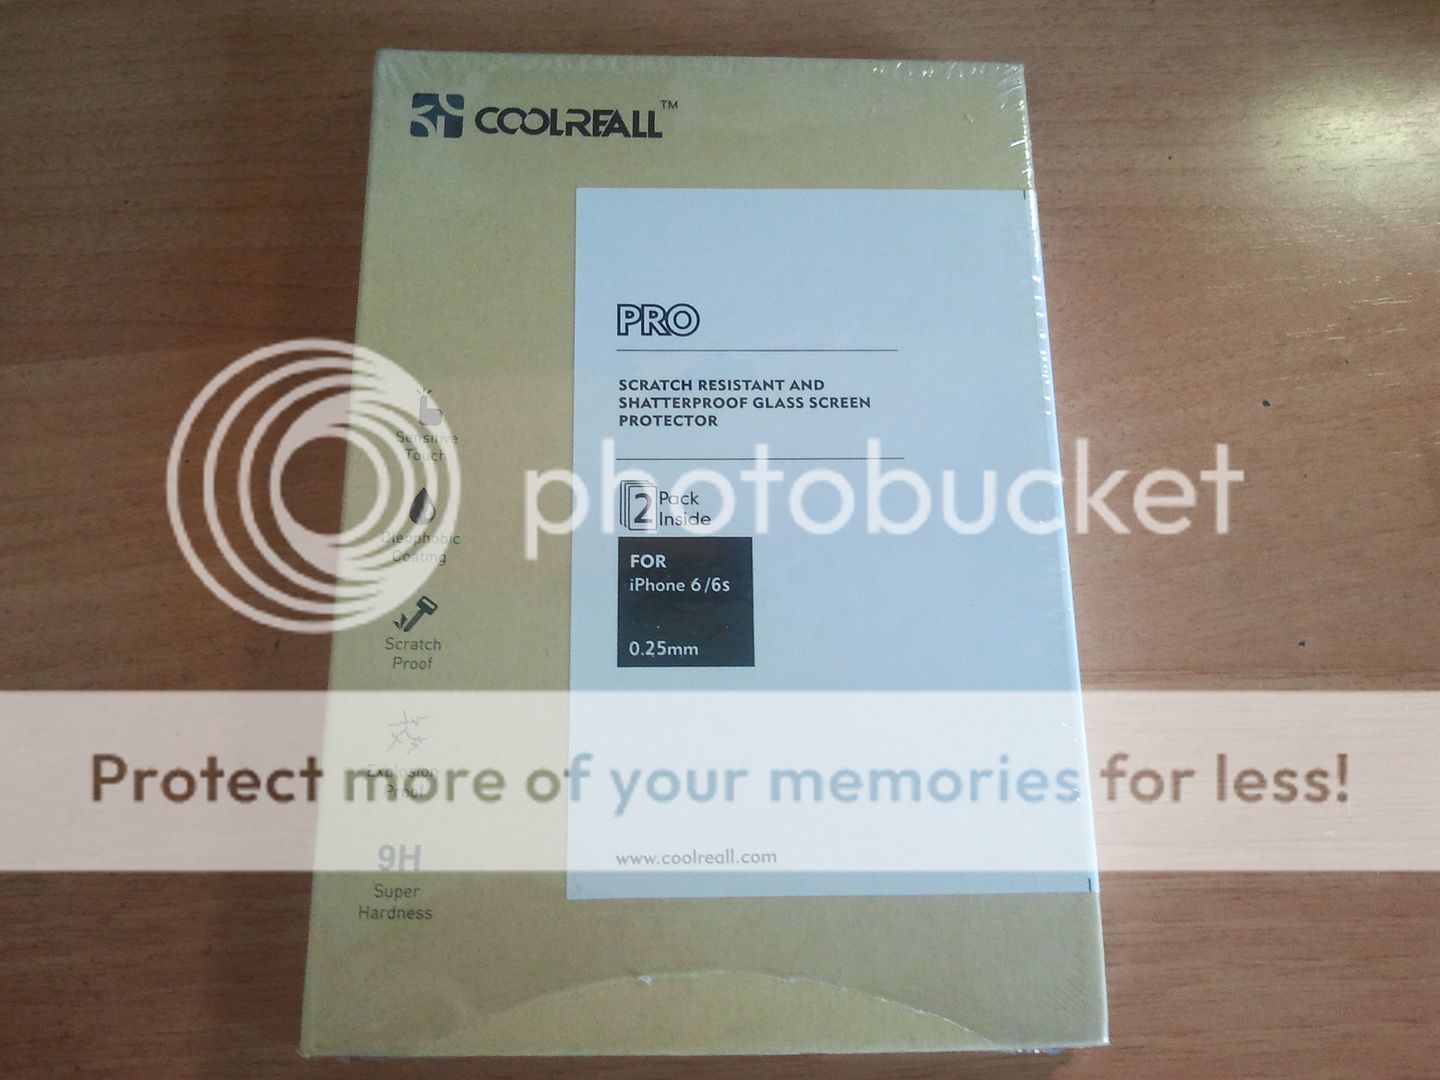 COOLREALL™
PRO
SCRATCH RESISTANT AND
SHATTERPROOF GLASS SCREEN
PROTECTOR
2 Pack
Inside
FOR
iPhone 6/6s
0.25mm
www.coolreall.com
Sensitive
Touch
Oleophobic
Coating
Scratch
Proof
Explosion
Proof
9H
Super
Hardness
photobucket
Protect more of your memories for less!